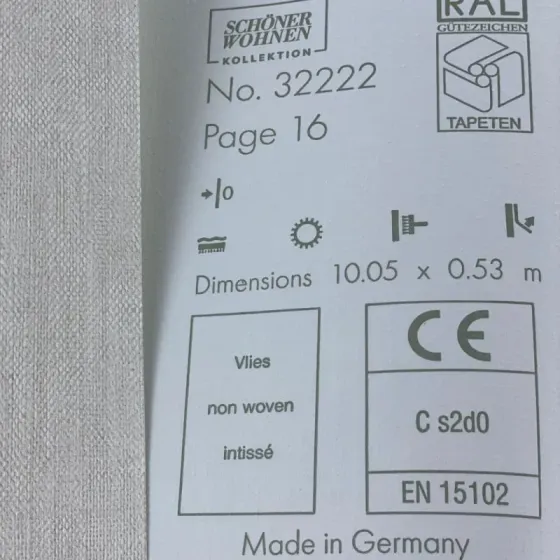 SCHÖNER
WOHNEN
KOLLEKTION
RAL
GÜTEZEICHEN
TAPETEN
No. 32222
Page 16
0
Dimensions 10.05 x 0.53 m
Vlies
non woven
intissé
CE
C s2d0
EN 15102
Made in Germany